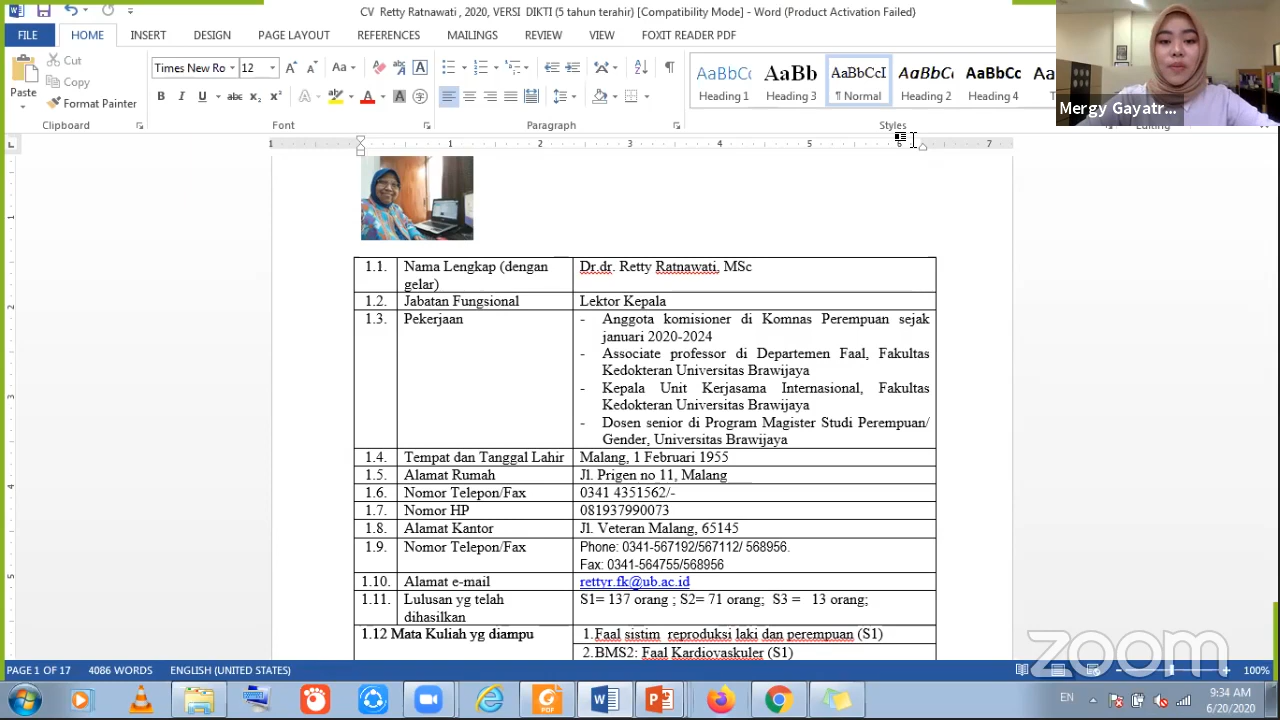 CV Retty Ratnawati , 2020, VERSI DIKTI (5 tahun terahir) [Compatibility Mode] - Word (Product Activation Failed)
FILE HOME INSERT DESIGN PAGE LAYOUT REFERENCES MAILINGS REVIEW VIEW FOXIT READER PDF
Cut
Copy
Format Painter
Paste
Clipboard
Times New Ro 12
Font
Paragraph
AaBbCc AaBb AaBbCcI AaBbC AaBbCc
Heading 1 Heading 3 ¶ Normal Heading 2 Heading 4
Styles
Editing
Mergy Gayatr...
1 1 2 3 4 5 6 7
1.1. Nama Lengkap (dengan gelar) Dr.dr. Retty Ratnawati, MSc
1.2. Jabatan Fungsional Lektor Kepala
1.3. Pekerjaan - Anggota komisioner di Komnas Perempuan sejak
januari 2020-2024
- Associate professor di Departemen Faal, Fakultas
Kedokteran Universitas Brawijaya
- Kepala Unit Kerjasama Internasional, Fakultas
Kedokteran Universitas Brawijaya
- Dosen senior di Program Magister Studi Perempuan/
Gender, Universitas Brawijaya
1.4. Tempat dan Tanggal Lahir Malang, 1 Februari 1955
1.5. Alamat Rumah Jl. Prigen no 11, Malang
1.6. Nomor Telepon/Fax 0341 4351562/-
1.7. Nomor HP 081937990073
1.8. Alamat Kantor Jl. Veteran Malang, 65145
1.9. Nomor Telepon/Fax Phone: 0341-567192/567112/ 568956.
Fax: 0341-564755/568956
1.10. Alamat e-mail rettyr.fk@ub.ac.id
1.11. Lulusan yg telah dihasilkan S1= 137 orang ; S2= 71 orang; S3 = 13 orang;
1.12 Mata Kuliah yg diampu 1.Faal sistim reproduksi laki dan perempuan (S1)
2.BMS2: Faal Kardiovaskuler (S1)
zoom
PAGE 1 OF 17 4086 WORDS ENGLISH (UNITED STATES) 100%
EN 9:34 AM
6/20/2020